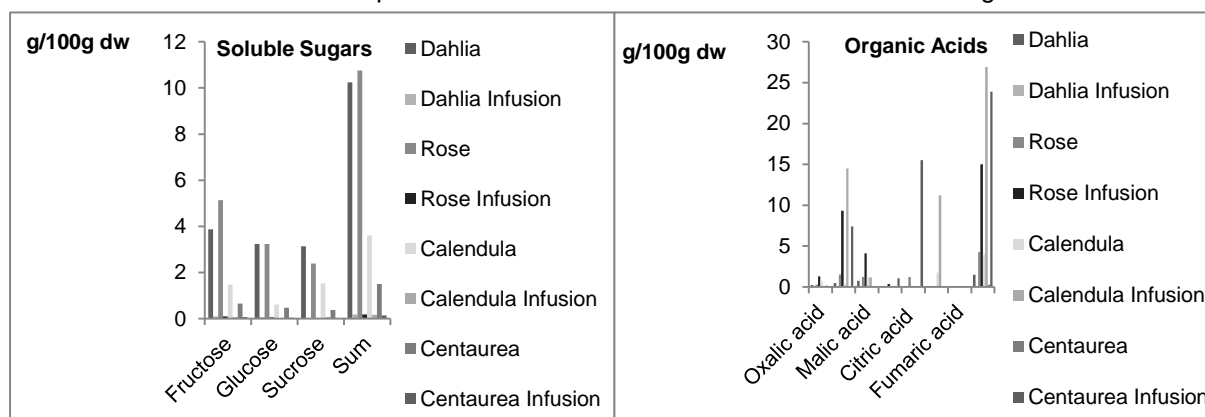 g/100g dw
Soluble Sugars
12
10
8
6
4
2
0
Fructose
Glucose
Sucrose
Sum
Dahlia
Dahlia Infusion
Rose
Rose Infusion
Calendula
Calendula Infusion
Centaurea
Centaurea Infusion
g/100g dw
Organic Acids
30
25
20
15
10
5
0
Oxalic acid
Malic acid
Citric acid
Fumaric acid
Dahlia
Dahlia Infusion
Rose
Rose Infusion
Calendula
Calendula Infusion
Centaurea
Centaurea Infusion